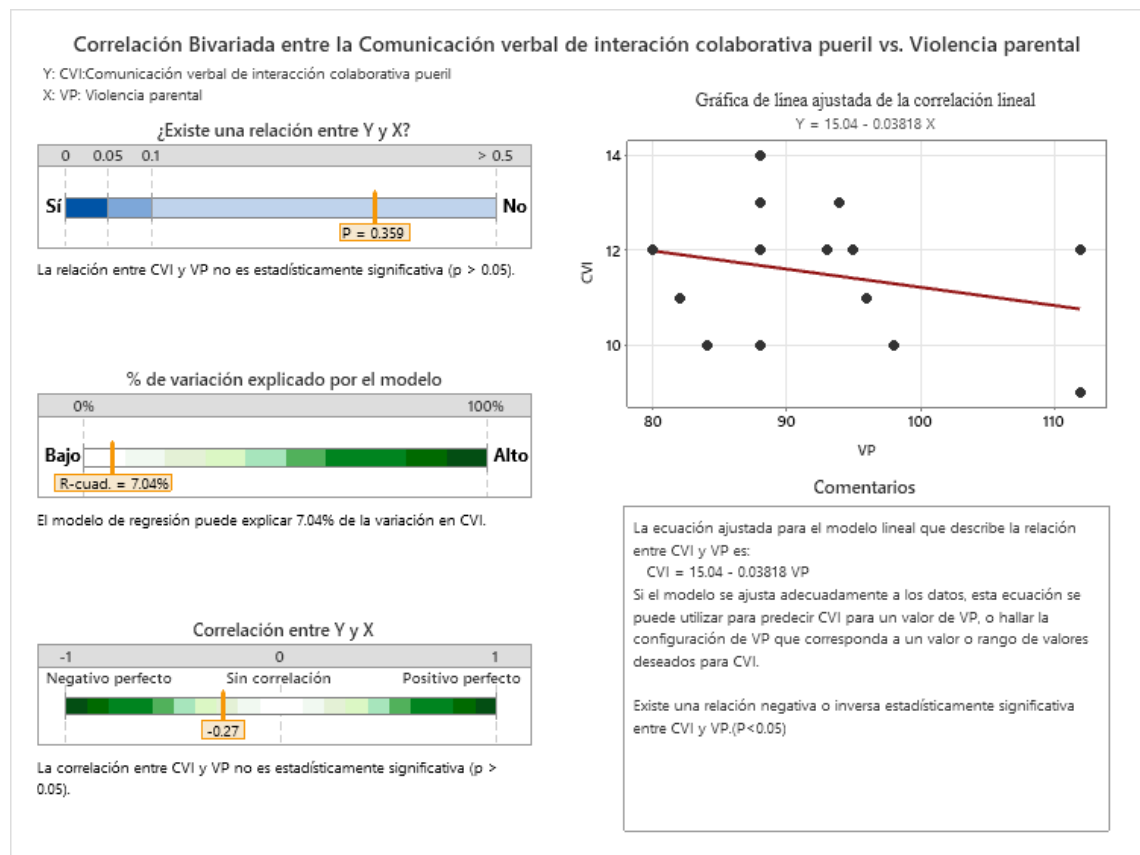 Correlación Bivariada entre la Comunicación verbal de interación colaborativa pueril vs. Violencia parental
Y: CVI:Comunicación verbal de interacción colaborativa pueril
X: VP: Violencia parental
¿Existe una relación entre Y y X?
0 0.05 0.1 > 0.5
Sí No
P = 0.359
La relación entre CVI y VP no es estadísticamente significativa (p > 0.05).
% de variación explicado por el modelo
0% 100%
Bajo Alto
R-cuad. = 7.04%
El modelo de regresión puede explicar 7.04% de la variación en CVI.
Correlación entre Y y X
-1 0 1
Negativo perfecto Sin correlación Positivo perfecto
-0.27
La correlación entre CVI y VP no es estadísticamente significativa (p >
0.05).
Gráfica de línea ajustada de la correlación lineal
Y = 15.04 - 0.03818 X
14
12
10
CVI
80 90 100 110
VP
Comentarios
La ecuación ajustada para el modelo lineal que describe la relación
entre CVI y VP es:
CVI = 15.04 - 0.03818 VP
Si el modelo se ajusta adecuadamente a los datos, esta ecuación se
puede utilizar para predecir CVI para un valor de VP, o hallar la
configuración de VP que corresponda a un valor o rango de valores
deseados para CVI.
Existe una relación negativa o inversa estadísticamente significativa
entre CVI y VP.(P<0.05)